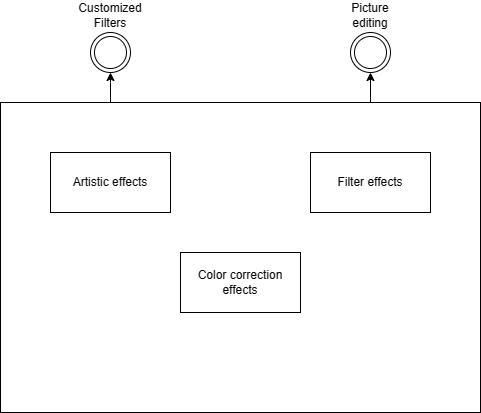 Customized
Filters
Picture
editing
Artistic effects
Filter effects
Color correction
effects